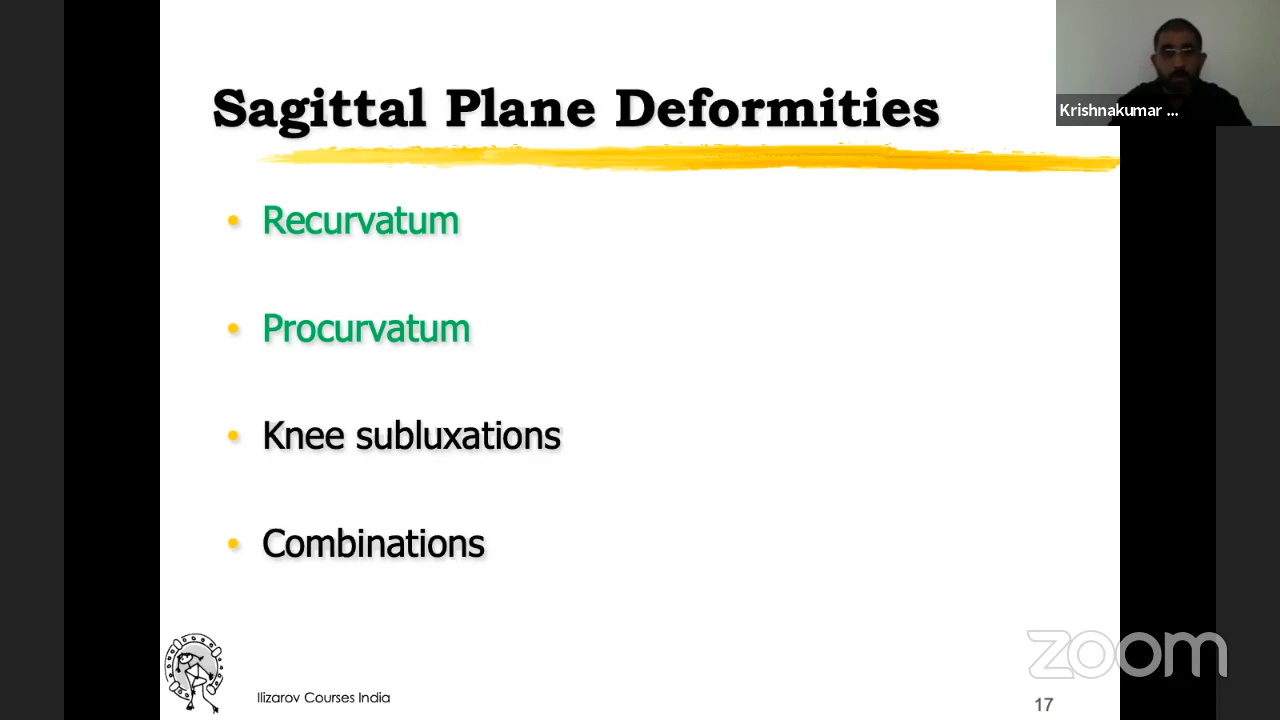 Sagittal Plane Deformities
Krishnakumar ...
• Recurvatum
• Procurvatum
• Knee subluxations
• Combinations
Ilizarov Courses India
zoom
17